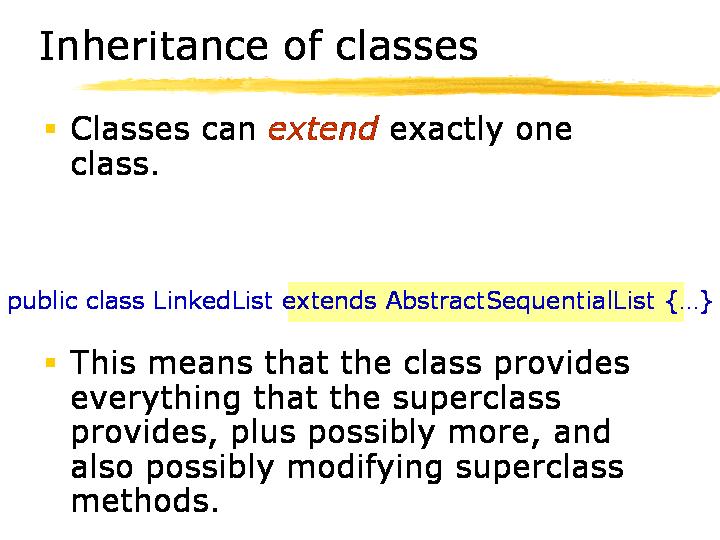 Inheritance of classes
▪ Classes can extend exactly one
class.
public class LinkedList extends AbstractSequentialList {...}
▪ This means that the class provides
everything that the superclass
provides, plus possibly more, and
also possibly modifying superclass
methods.